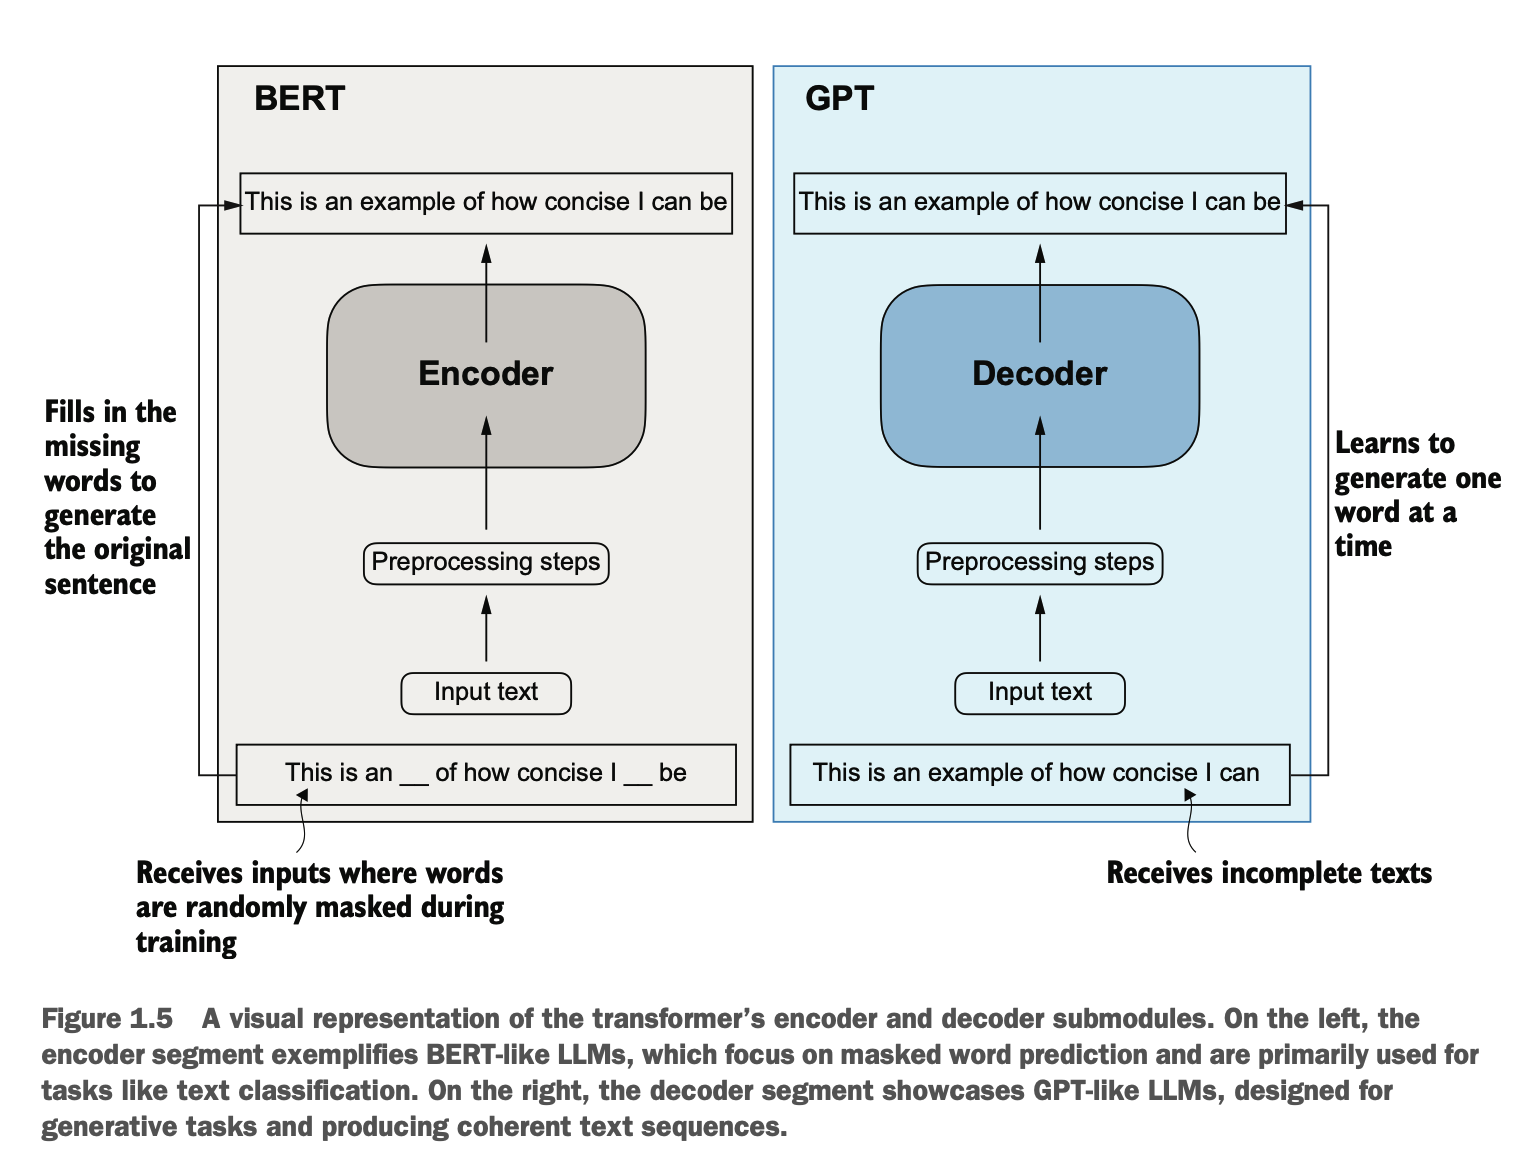 BERT
This is an example of how concise I can be
Encoder
Preprocessing steps
Input text
This is an __ of how concise I __ be
Fills in the
missing
words to
generate
the original
sentence
Receives inputs where words
are randomly masked during
training
GPT
This is an example of how concise I can be
Decoder
Preprocessing steps
Input text
This is an example of how concise I can
Learns to
generate one
word at a
time
Receives incomplete texts
Figure 1.5 A visual representation of the transformer’s encoder and decoder submodules. On the left, the
encoder segment exemplifies BERT-like LLMs, which focus on masked word prediction and are primarily used for
tasks like text classification. On the right, the decoder segment showcases GPT-like LLMs, designed for
generative tasks and producing coherent text sequences.